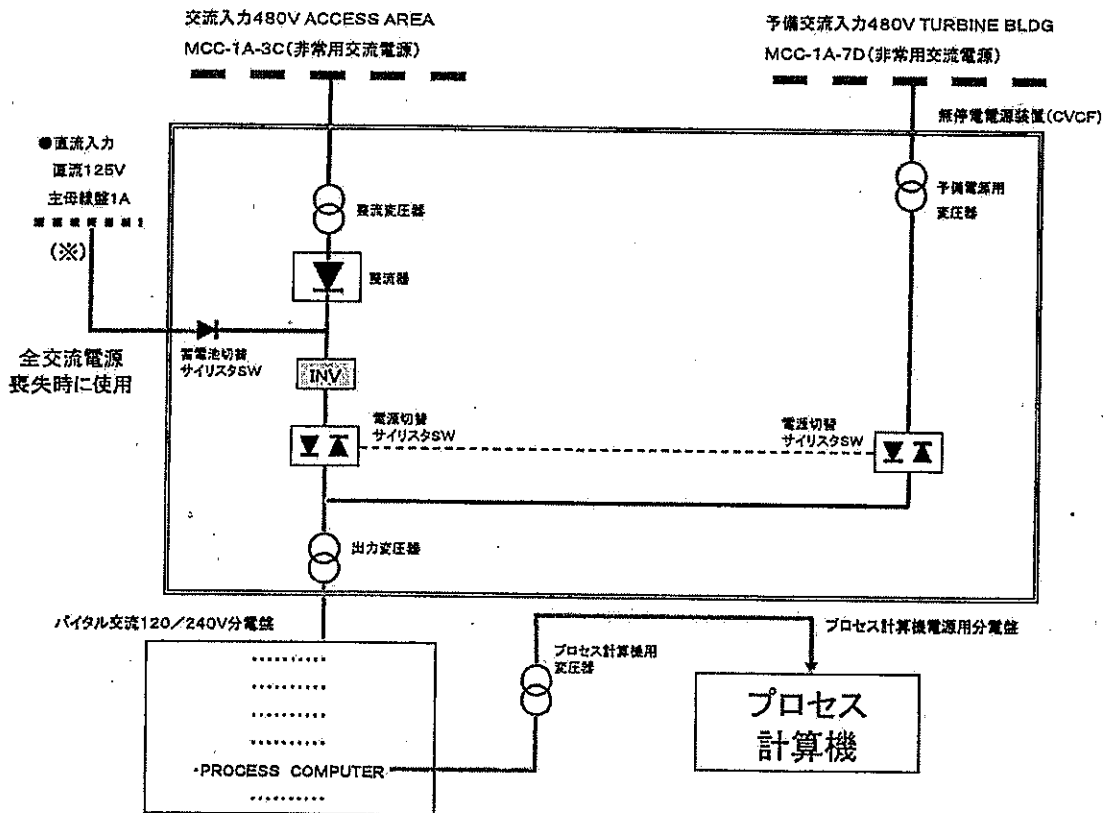 交流入力480V ACCESS AREA
MCC-1A-3C(非常用交流電源)
予備交流入力480V TURBINE BLDG
MCC-1A-7D(非常用交流電源)
無停電電源装置(CVCF)
●直流入力
直流125V
主母線盤1A
(※)
整流変圧器
予備電源用
変圧器
整流器
蓄電池切替
サイリスタSW
全交流電源
喪失時に使用
INV
電源切替
サイリスタSW
電源切替
サイリスタSW
出力変圧器
バイタル交流120/240V分電盤
プロセス計算機用
変圧器
プロセス計算機電源用分電盤
プロセス
計算機
・PROCESS COMPUTER